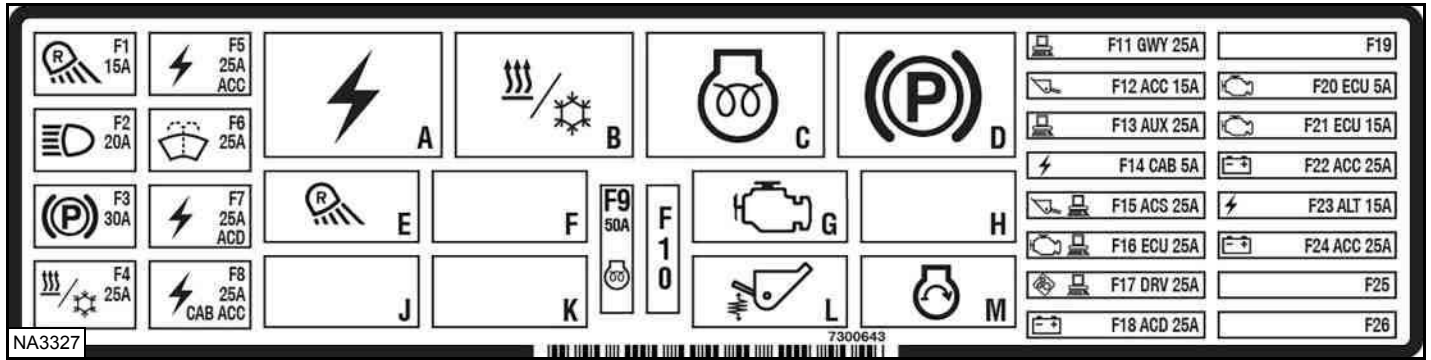 F1
15A
F5
25A
ACC
F2
20A
F6
25A
F3
30A
F7
25A
ACD
F4
25A
F8
25A
CAB ACC
R
A
B
C
P
D
R
E
F
F9
50A
F10
G
H
J
K
L
M
P
F11 GWY 25A
F19
F12 ACC 15A
F20 ECU 5A
F13 AUX 25A
F21 ECU 15A
F14 CAB 5A
F22 ACC 25A
F15 ACS 25A
F23 ALT 15A
F16 ECU 25A
F24 ACC 25A
F17 DRV 25A
F25
F18 ACD 25A
F26
7300643
NA3327